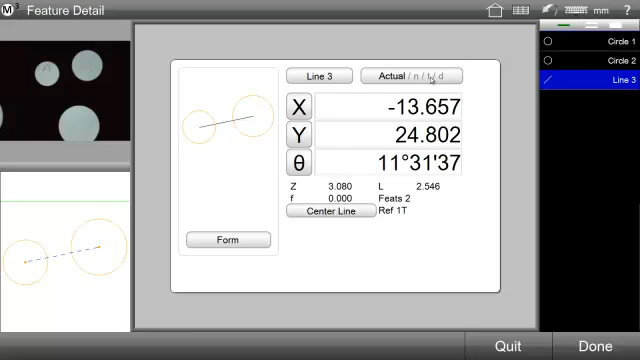 M3 Feature Detail
mm ?
Line 3
Actual / n / t / d
X -13.657
Y 24.802
θ 11°31'37
Z 3.080 L 2.546
f 0.000 Feats 2
Center Line Ref 1T
Form
Circle 1
Circle 2
Line 3
Quit Done